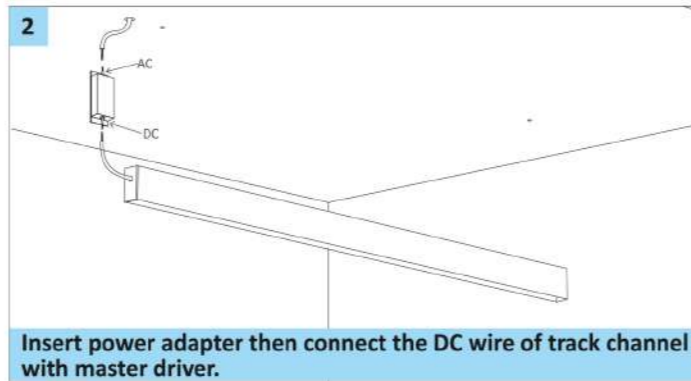 2
AC
DC
Insert power adapter then connect the DC wire of track channel
with master driver.